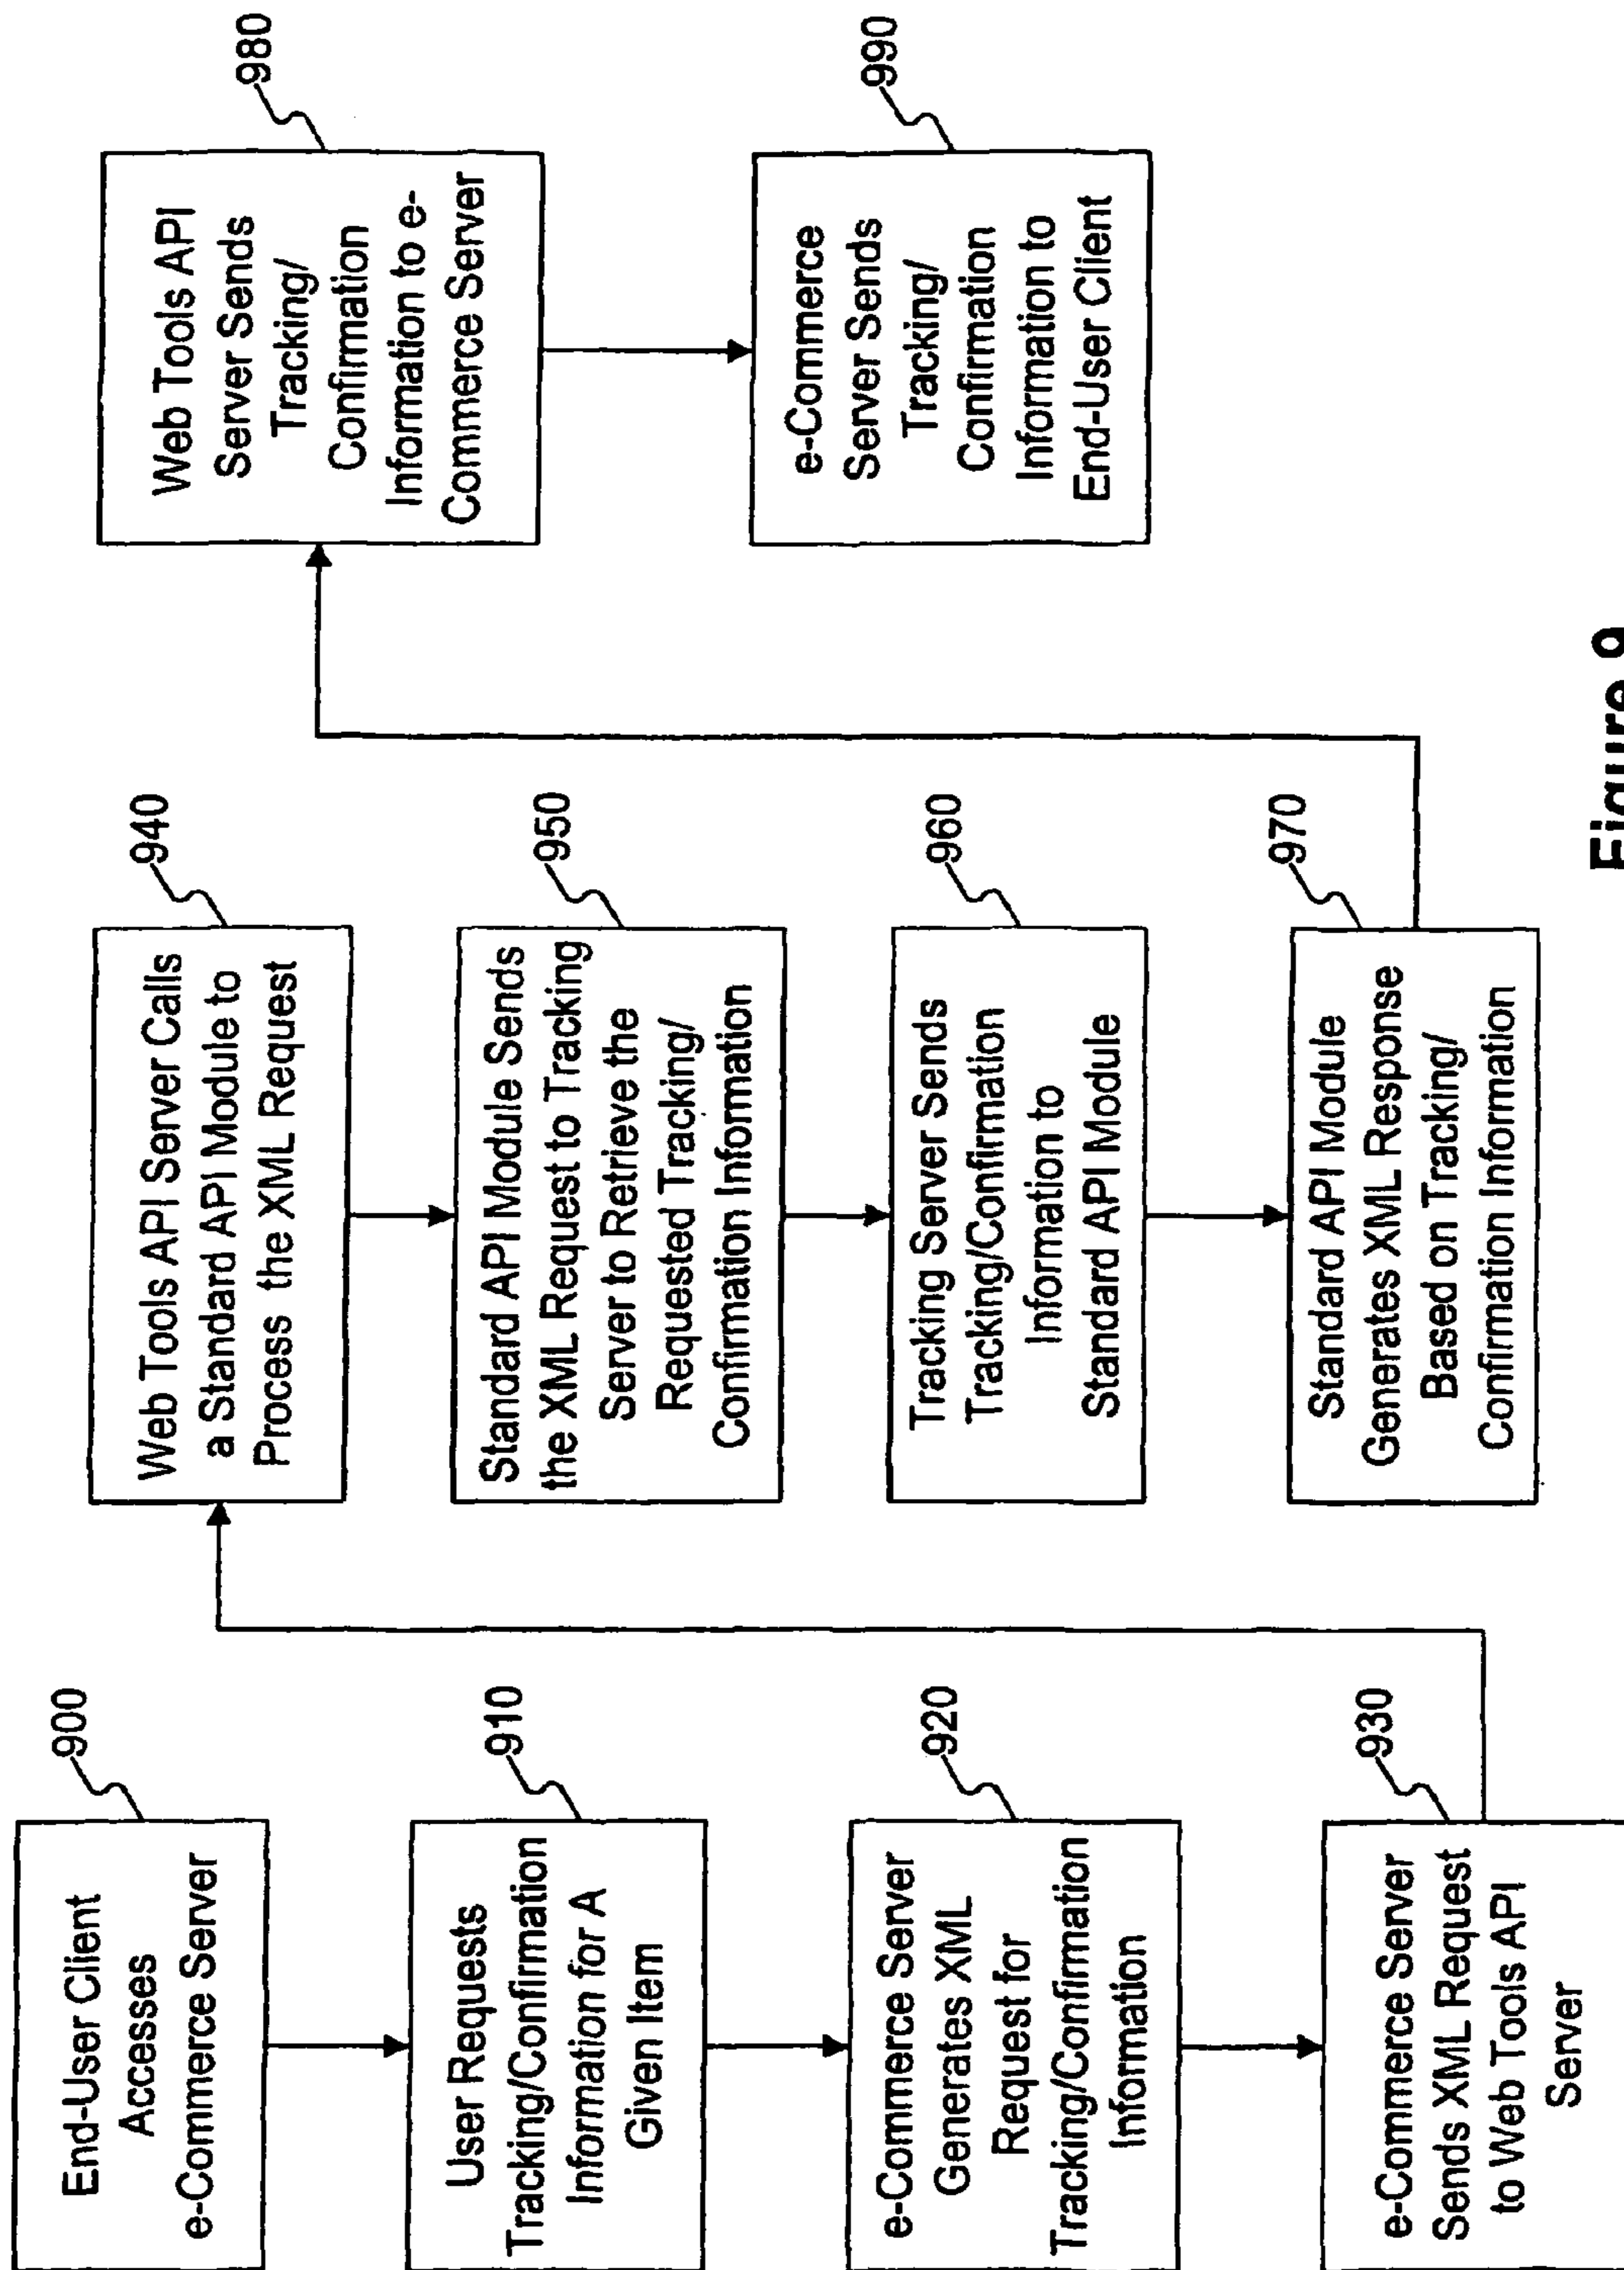 End-User Client
Accesses
e-Commerce Server
900
User Requests
Tracking/Confirmation
Information for A
Given Item
910
e-Commerce Server
Generates XML
Request for
Tracking/Confirmation
Information
920
e-Commerce Server
Sends XML Request
to Web Tools API
Server
930
Web Tools API Server Calls
a Standard API Module to
Process the XML Request
940
Standard API Module Sends
the XML Request to Tracking
Server to Retrieve the
Requested Tracking/
Confirmation Information
950
Tracking Server Sends
Tracking/Confirmation
Information to
Standard API Module
960
Standard API Module
Generates XML Response
Based on Tracking/
Confirmation Information
970
Web Tools API
Server Sends
Tracking/
Confirmation
Information to e-
Commerce Server
980
e-Commerce
Server Sends
Tracking/
Confirmation
Information to
End-User Client
990
Figure 9